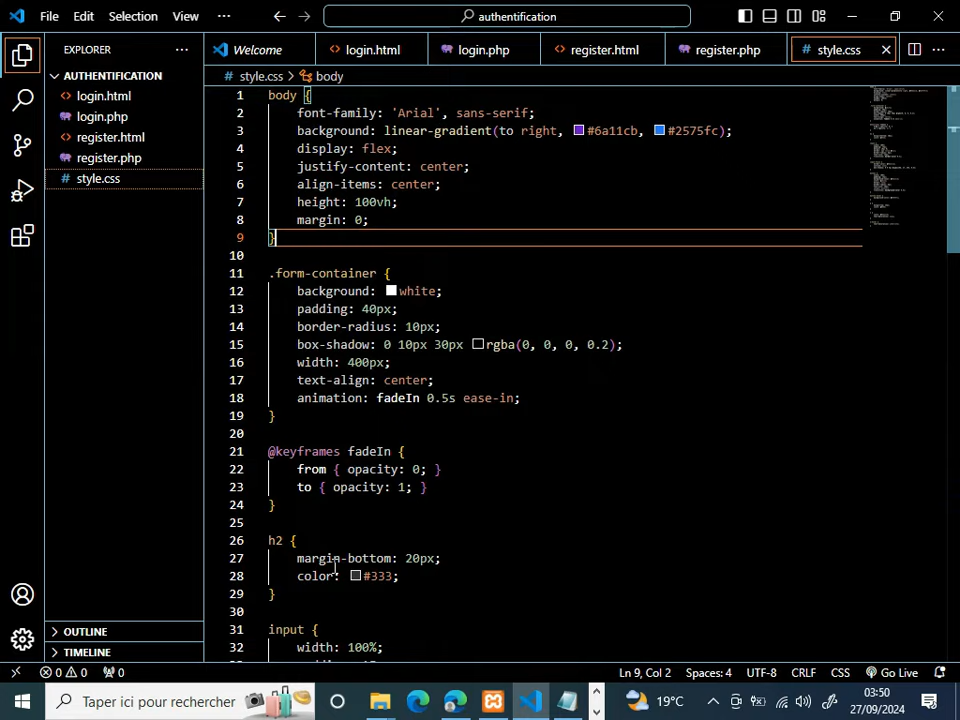 File Edit Selection View ··· authentification
EXPLORER ···
Welcome login.html login.php register.html register.php style.css
AUTHENTIFICATION
login.html
login.php
register.html
register.php
style.css
style.css > body
1 body {
2 font-family: 'Arial', sans-serif;
3 background: linear-gradient(to right, #6a11cb, #2575fc);
4 display: flex;
5 justify-content: center;
6 align-items: center;
7 height: 100vh;
8 margin: 0;
9 }
10
11 .form-container {
12 background: white;
13 padding: 40px;
14 border-radius: 10px;
15 box-shadow: 0 10px 30px rgba(0, 0, 0, 0.2);
16 width: 400px;
17 text-align: center;
18 animation: fadeIn 0.5s ease-in;
19 }
20
21 @keyframes fadeIn {
22 from { opacity: 0; }
23 to { opacity: 1; }
24 }
25
26 h2 {
27 margin-bottom: 20px;
28 color: #333;
29 }
30
31 input {
32 width: 100%;
OUTLINE
TIMELINE
0 0 0 Ln 9, Col 2 Spaces: 4 UTF-8 CRLF CSS Go Live
Taper ici pour rechercher 19°C 03:50
27/09/2024